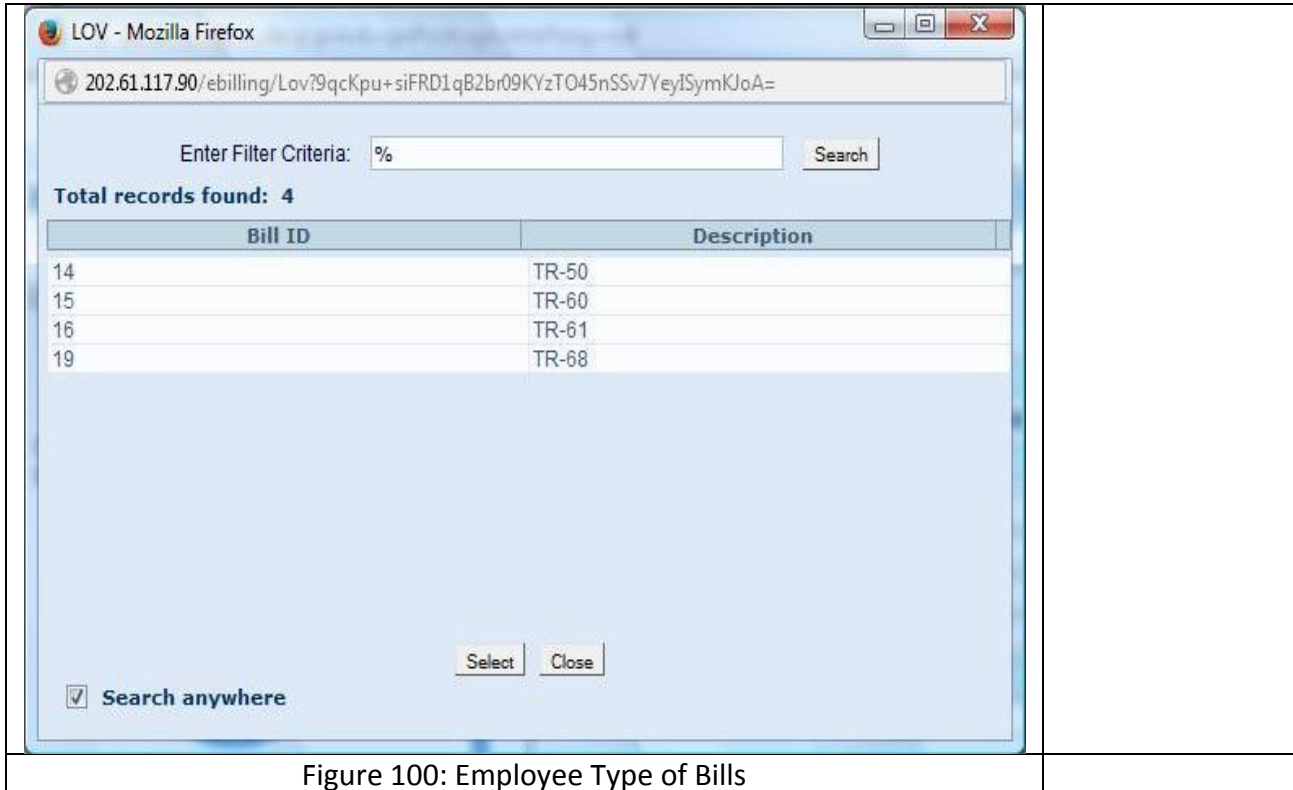 LOV - Mozilla Firefox
202.61.117.90/ebilling/Lov?9qcKpu+siFRD1qB2br09KYzTO45nSSv7YeyISymKJoA=
Enter Filter Criteria: % Search
Total records found: 4
Bill ID Description
14 TR-50
15 TR-60
16 TR-61
19 TR-68
Select Close
Search anywhere
Figure 100: Employee Type of Bills